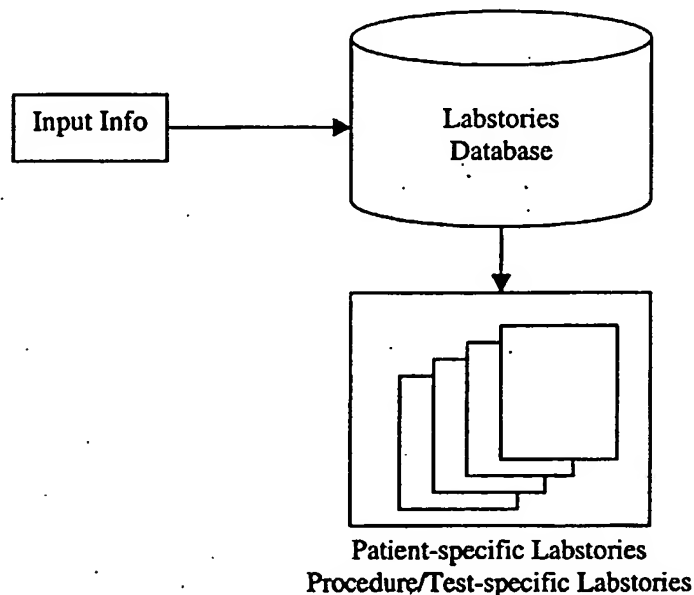 Input Info
Labstories
Database
Patient-specific Labstories
Procedure/Test-specific Labstories